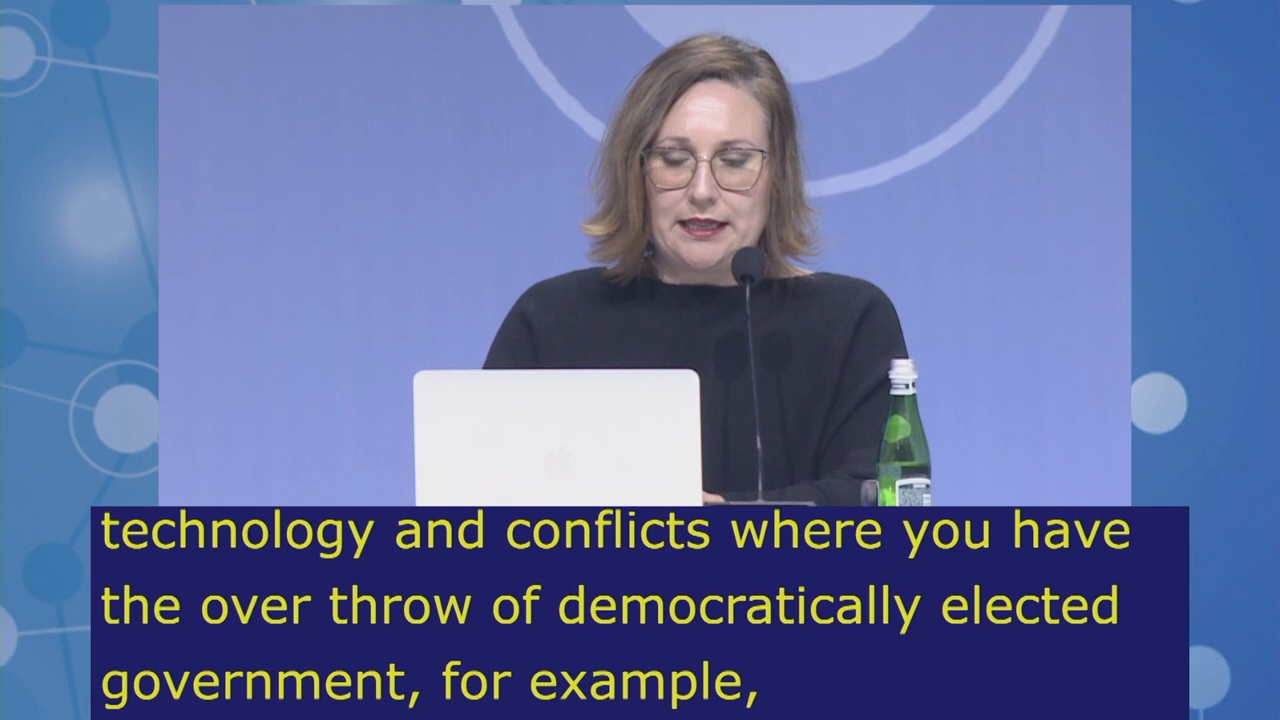 technology and conflicts where you have
the over throw of democratically elected
government, for example,